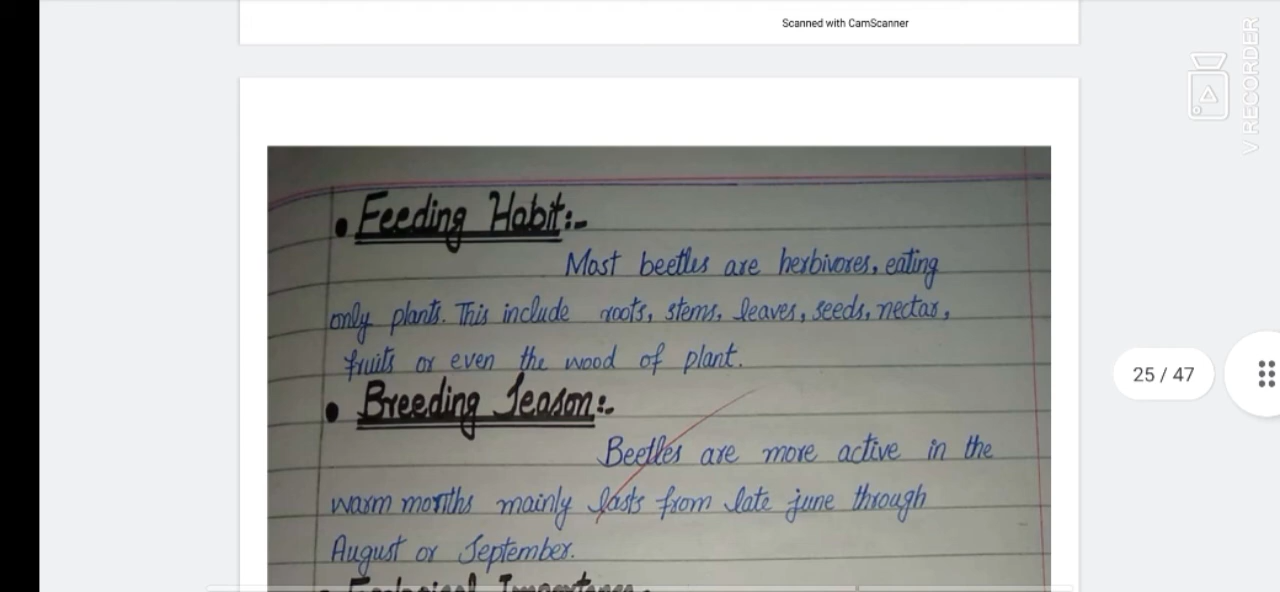 Scanned with CamScanner
V RECORDER
• Feeding Habit:-
Most beetles are herbivores, eating
only plants. This include roots, stems, leaves, seeds, nectar,
fruits or even the wood of plant.
25 / 47
• Breeding Season:-
Beetles are more active in the
warm months mainly lasts from late june through
August or September.
• Ecological Importance:-